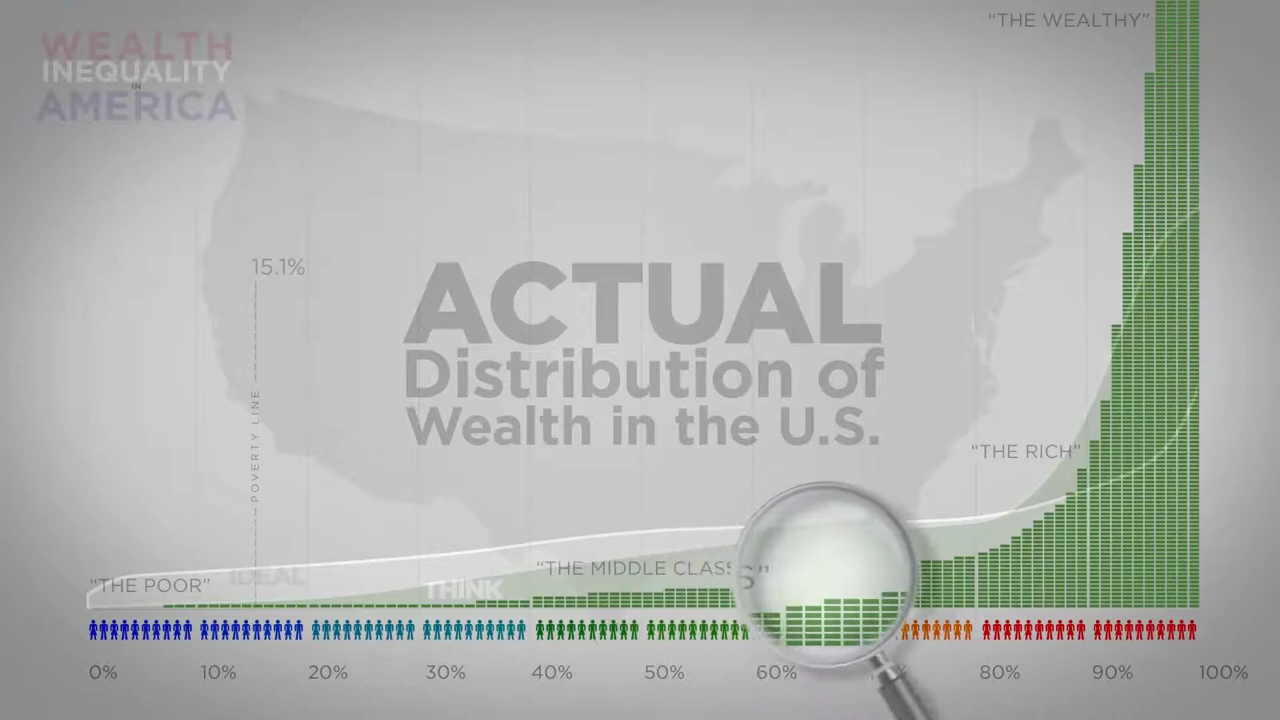 WEALTH
INEQUALITY
IN
AMERICA
"THE WEALTHY"
15.1%
POVERTY LINE
ACTUAL
Distribution of
Wealth in the U.S.
"THE RICH"
"THE POOR"
IDEAL
THINK
"THE MIDDLE CLASS"
0%
10%
20%
30%
40%
50%
60%
80%
90%
100%